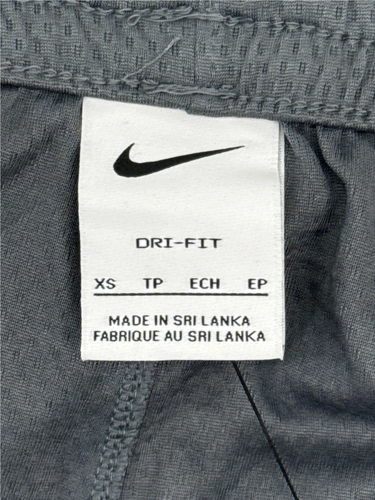 DRI-FIT
XS TP ECH EP
MADE IN SRI LANKA
FABRIQUE AU SRI LANKA